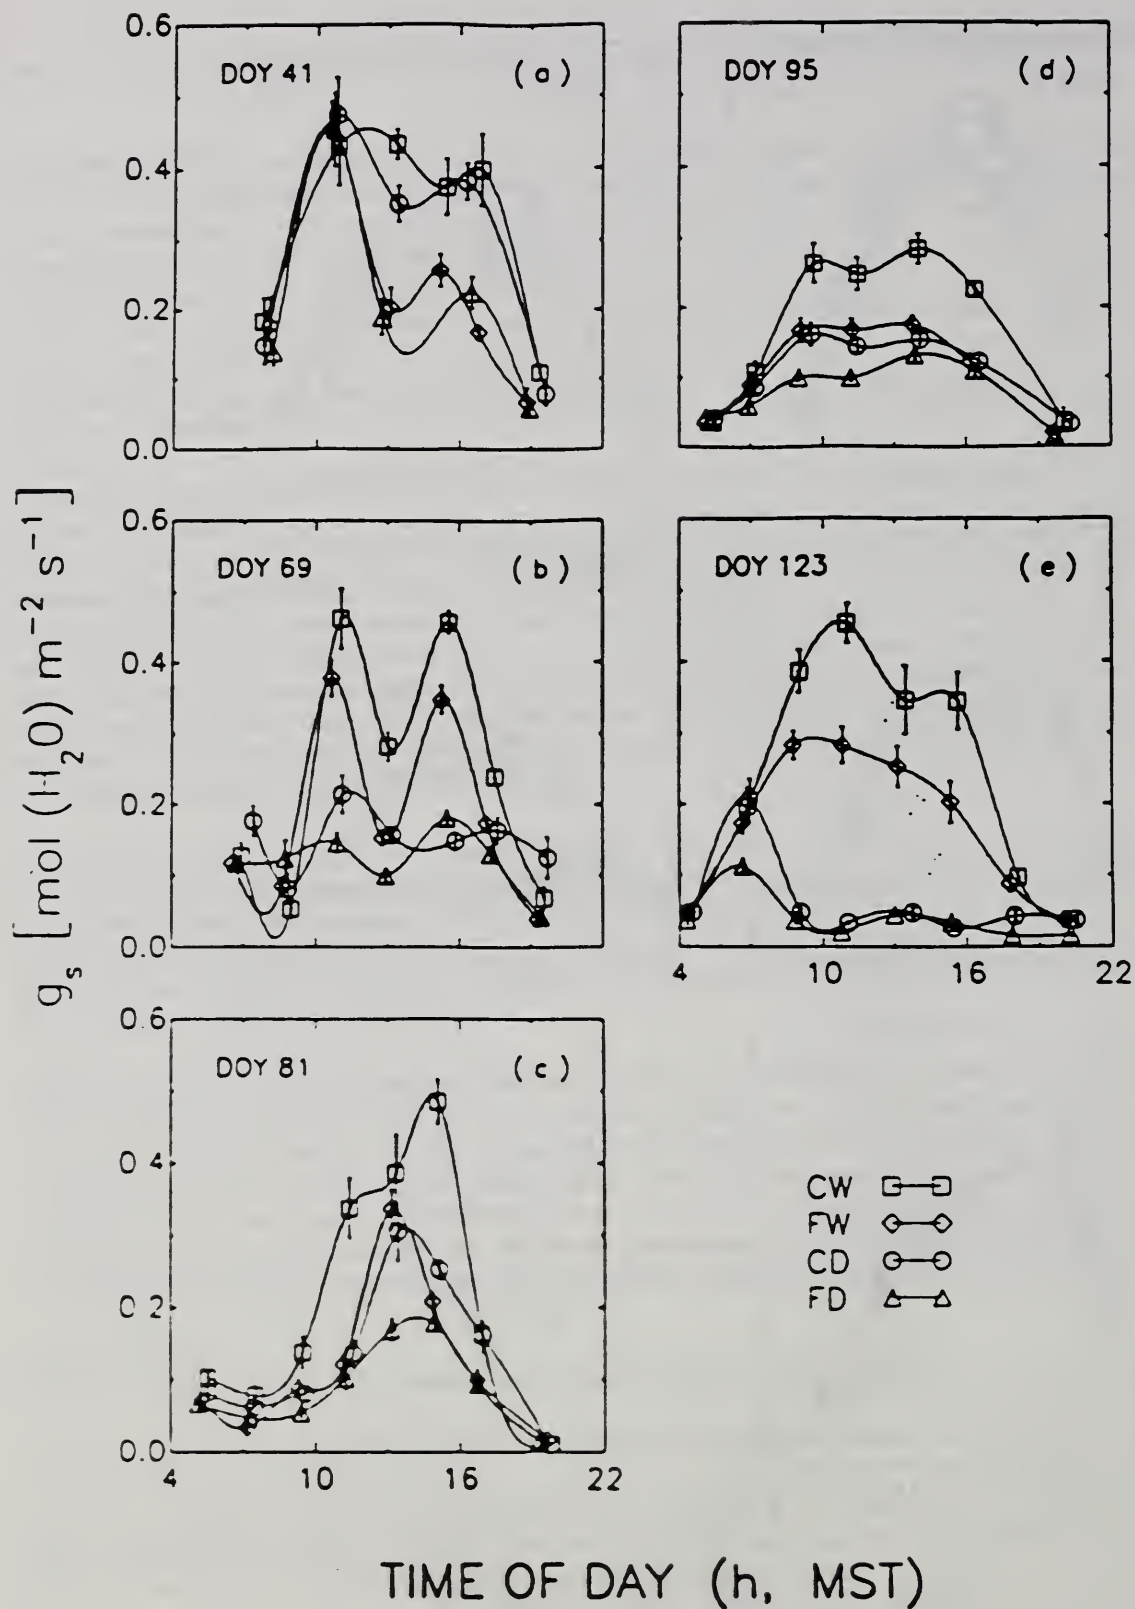 g_s [mol (H_2O) m^-2 s^-1]
0.6
0.4
0.2
0.0
DOY 41
(a)
DOY 95
(d)
0.6
0.4
0.2
0.0
DOY 69
(b)
DOY 123
(e)
4
10
16
22
0.6
0 4
0 2
0.0
DOY 81
(c)
4
10
16
22
CW
FW
CD
FD
TIME OF DAY (h, MST)